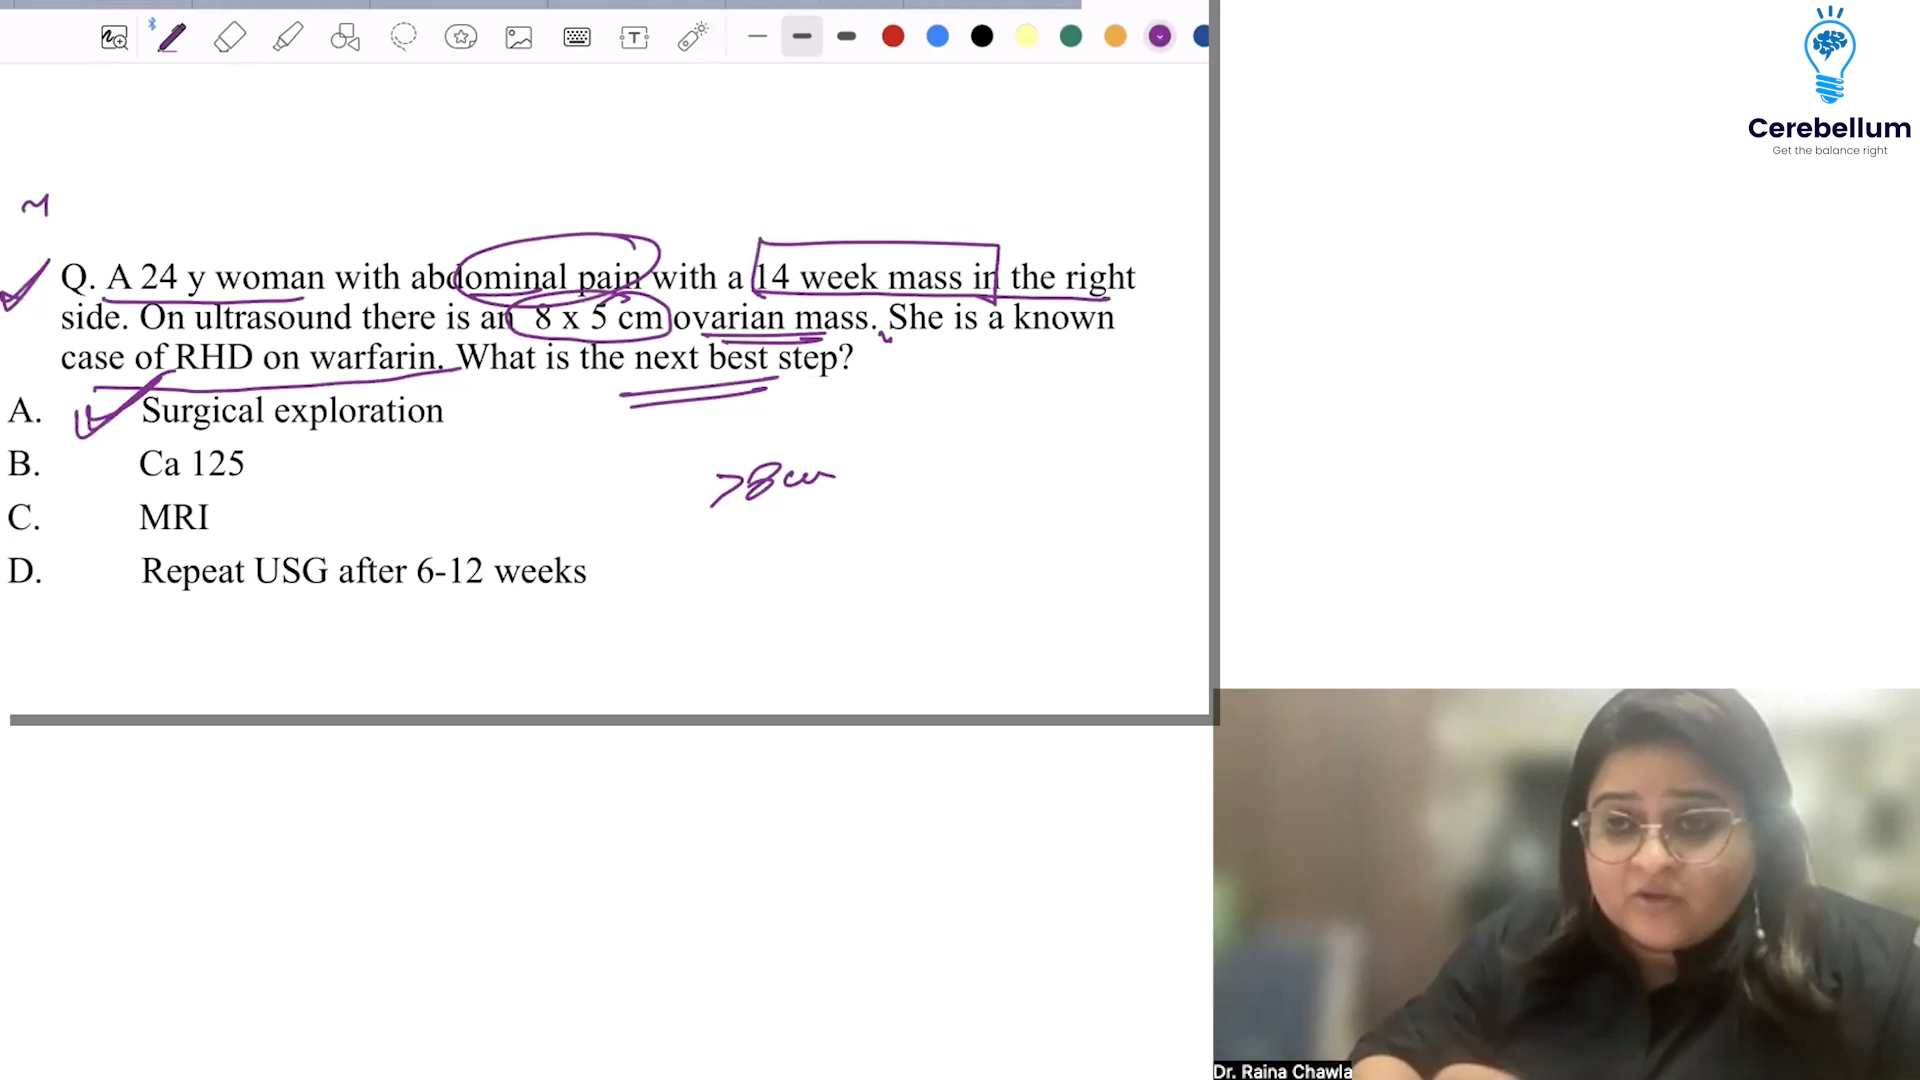 Cerebellum
Get the balance right
Q. A 24 y woman with abdominal pain with a 14 week mass in the right
side. On ultrasound there is an 8 x 5 cm ovarian mass. She is a known
case of RHD on warfarin. What is the next best step?
A. Surgical exploration
B. Ca 125
>8cm
C. MRI
D. Repeat USG after 6-12 weeks
Dr. Raina Chawla